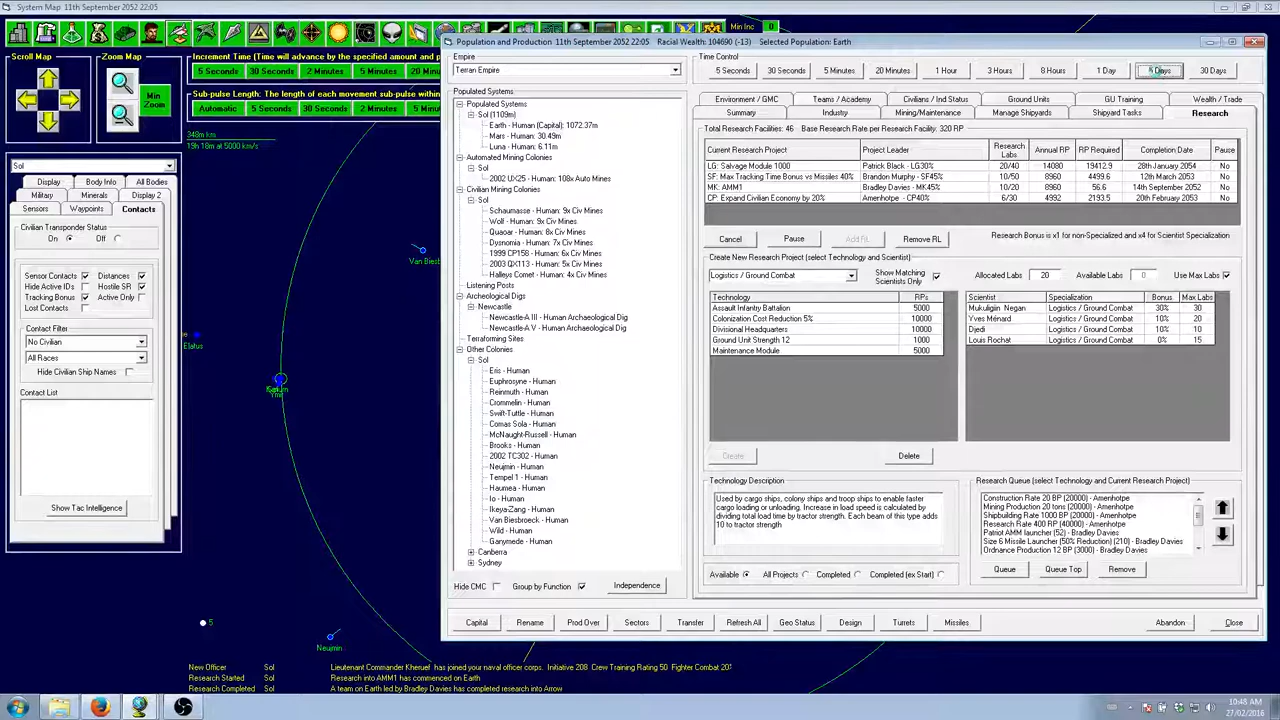 System Map 11th September 2052 22:05
Min Inc
0
Scroll Map
Zoom Map
Min Zoom
Increment Time (Time will advance by the specified amount and p
5 Seconds
30 Seconds
2 Minutes
5 Minutes
Sub-pulse Length: The length of each movement sub-pulse within
Automatic
5 Seconds
30 Seconds
2 Minutes
348m km
19h 18m at 5000 km/s
Sol
Display
Body Info
All Bodies
Military
Minerals
Display 2
Sensors
Waypoints
Contacts
Civilian Transponder Status
On
Off
Sensor Contacts
Distances
Hide Active IDs
Hostile SR
Tracking Bonus
Active Only
Lost Contacts
Contact Filter
No Civilian
All Races
Hide Civilian Ship Names
Contact List
Show Tac Intelligence
Van Biesb
Elatus
Ymir
5
Neujmin
New Officer Sol Lieutenant Commander Kheruef has joined your naval officer corps. Initiative 208 Crew Training Rating 50 Fighter Combat 20%
Research Started Sol Research into AMM1 has commenced on Earth
Research Completed Sol A team on Earth led by Bradley Davies has completed research into Arrow
Population and Production 11th September 2052 22:05 Racial Wealth: 104690 (-13) Selected Population: Earth
Empire
Terran Empire
Populated Systems
Sol (1109m)
Earth - Human (Capital): 1072.37m
Mars - Human: 30.49m
Luna - Human: 6.11m
Automated Mining Colonies
Sol
2002 UX25 - Human: 108x Auto Mines
Civilian Mining Colonies
Sol
Schaumasse - Human: 9x Civ Mines
Wolf - Human: 9x Civ Mines
Quaoar - Human: 8x Civ Mines
Dysnomia - Human: 7x Civ Mines
1999 CP158 - Human: 6x Civ Mines
2003 QX113 - Human: 5x Civ Mines
Halleys Comet - Human: 4x Civ Mines
Listening Posts
Archeological Digs
Newcastle
Newcastle-A III - Human Archaeological Dig
Newcastle-A V - Human Archaeological Dig
Terraforming Sites
Other Colonies
Sol
Eris - Human
Euphrosyne - Human
Reinmuth - Human
Crommelin - Human
Swift-Tuttle - Human
Comas Sola - Human
McNaught-Russell - Human
Brooks - Human
2002 TC302 - Human
Neujmin - Human
Tempel 1 - Human
Haumea - Human
Io - Human
Ikeya-Zang - Human
Van Biesbroeck - Human
Wild - Human
Ganymede - Human
Canberra
Sydney
Hide CMC
Group by Function
Independence
Time Control
5 Seconds
30 Seconds
5 Minutes
20 Minutes
1 Hour
3 Hours
8 Hours
1 Day
5 Days
30 Days
Environment / GMC
Teams / Academy
Civilians / Ind Status
Ground Units
GU Training
Wealth / Trade
Summary
Industry
Mining/Maintenance
Manage Shipyards
Shipyard Tasks
Research
Total Research Facilities: 46 Base Research Rate per Research Facility: 320 RP
Current Research Project
Project Leader
Research Labs
Annual RP
RP Required
Completion Date
Pause
LG: Salvage Module 1000 Patrick Black - LG30% 20/40 14080 19412.9 28th January 2054 No
SF: Max Tracking Time Bonus vs Missiles 40% Brandon Murphy - SF45% 10/50 8960 4499.6 12th March 2053 No
MK: AMM1 Bradley Davies - MK45% 10/20 8960 56.6 14th September 2052 No
CP: Expand Civilian Economy by 20% Amenhotpe - CP40% 6/30 4992 2193.5 20th February 2053 No
Cancel
Pause
Add RL
Remove RL
Research Bonus is x1 for non-Specialized and x4 for Scientist Specialization
Create New Research Project (select Technology and Scientist)
Logistics / Ground Combat
Show Matching Scientists Only
Allocated Labs
20
Available Labs
0
Use Max Labs
Technology RPs
Assault Infantry Battalion 5000
Colonization Cost Reduction 5% 10000
Divisional Headquarters 10000
Ground Unit Strength 12 1000
Maintenance Module 5000
Scientist Specialization Bonus Max Labs
Mukuligin Negan Logistics / Ground Combat 30% 30
Yves Ménard Logistics / Ground Combat 10% 20
Djedi Logistics / Ground Combat 10% 10
Louis Rochat Logistics / Ground Combat 0% 15
Create
Delete
Technology Description
Used by cargo ships, colony ships and troop ships to enable faster
cargo loading or unloading. Increase in load speed is calculated by
dividing total load time by tractor strength. Each beam of this type adds
10 to tractor strength
Research Queue (select Technology and Current Research Project)
Construction Rate 20 BP (20000) - Amenhotpe
Mining Production 20 tons (20000) - Amenhotpe
Shipbuilding Rate 1000 BP (20000) - Amenhotpe
Research Rate 400 RP (40000) - Amenhotpe
Patriot AMM launcher (52) - Bradley Davies
Size 6 Missile Launcher (50% Reduction) (210) - Bradley Davies
Ordnance Production 12 BP (3000) - Bradley Davies
Available
All Projects
Completed
Completed (ex Start)
Queue
Queue Top
Remove
Capital
Rename
Prod Over
Sectors
Transfer
Refresh All
Geo Status
Design
Turrets
Missiles
Abandon
Close
10:48 AM
27/02/2016